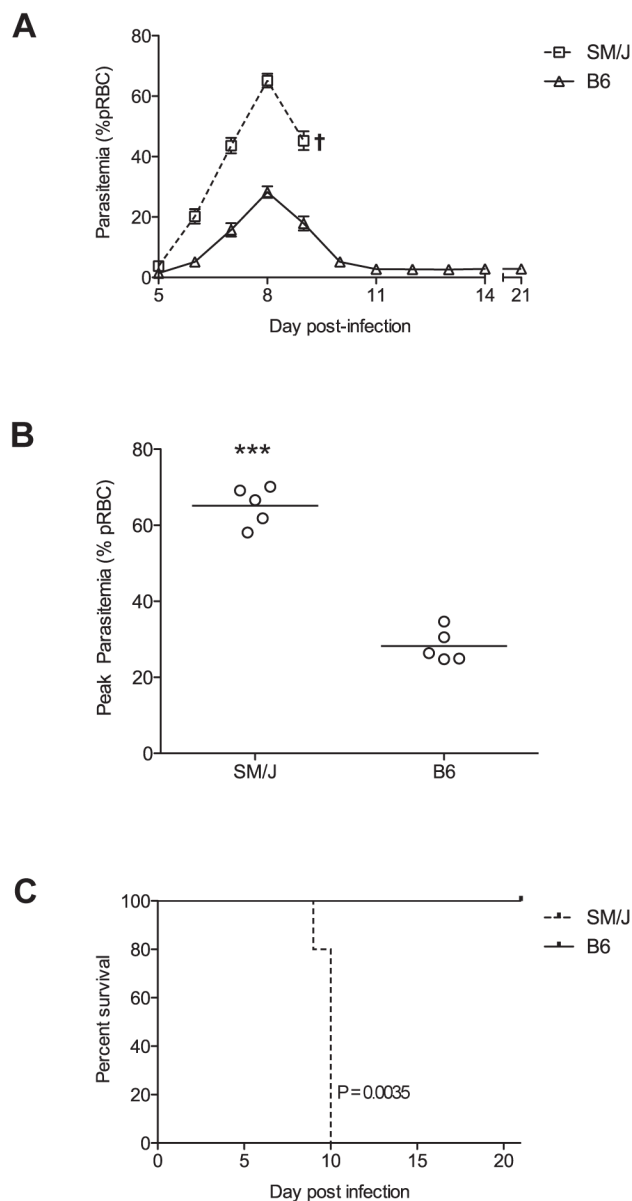 A
Parasitemia (%pRBC)
80
60
40
20
0
5
8
11
14
21
Day post-infection
SM/J
B6
†
B
Peak Parasitemia (% pRBC)
80
60
40
20
0
***
SM/J
B6
C
Percent survival
100
80
60
40
20
0
0
5
10
15
20
Day post infection
P = 0.0035
SM/J
B6